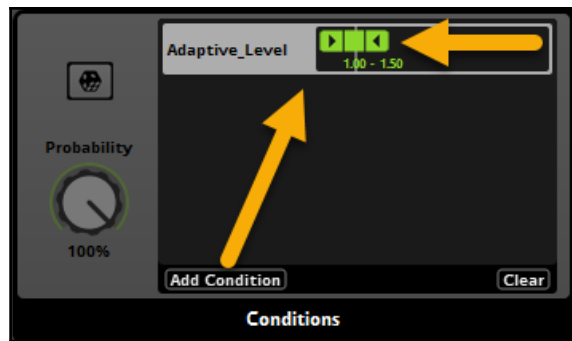 Adaptive_Level
1.00 - 1.50
Probability
100%
Add Condition
Clear
Conditions